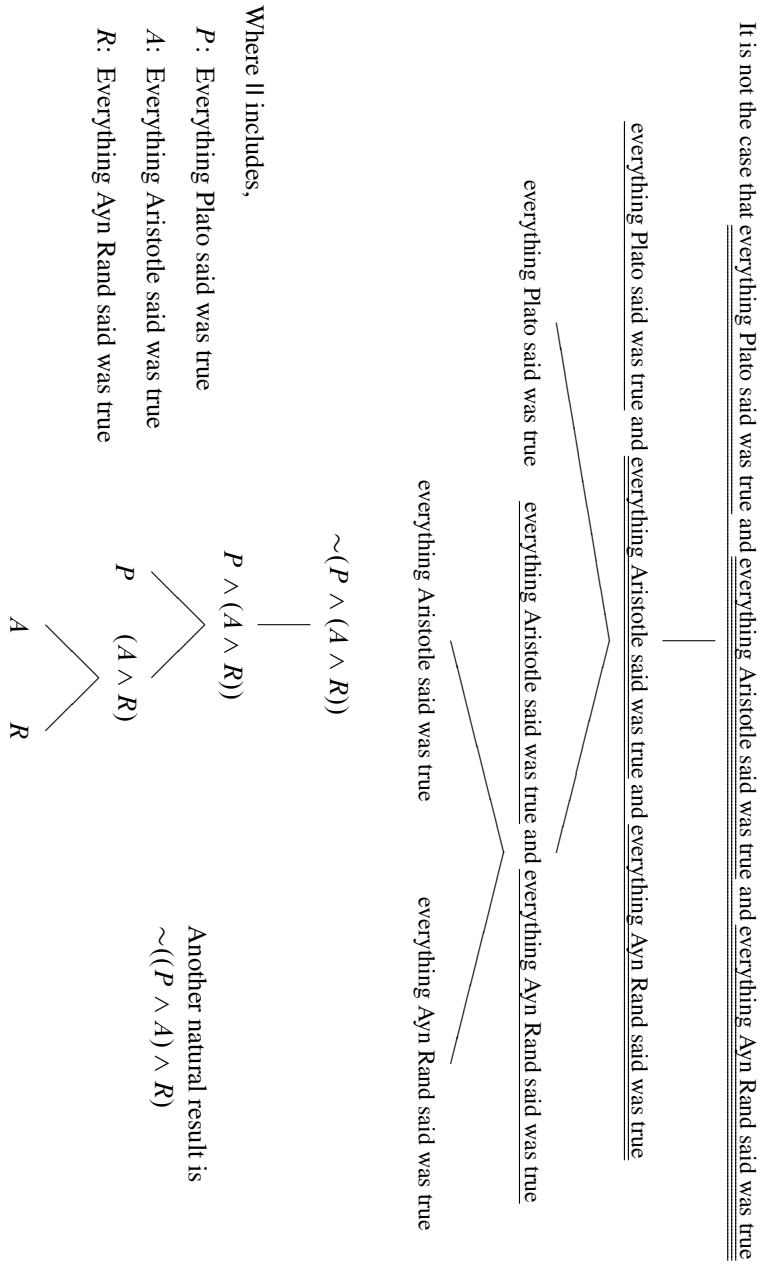 It is not the case that everything Plato said was true and everything Aristotle said was true and everything Ayn Rand said was true
everything Plato said was true and everything Aristotle said was true and everything Ayn Rand said was true
everything Plato said was true everything Aristotle said was true and everything Ayn Rand said was true
everything Aristotle said was true everything Ayn Rand said was true
Where II includes,
P: Everything Plato said was true
A: Everything Aristotle said was true
R: Everything Ayn Rand said was true
∼(P ∧ (A ∧ R))
P ∧ (A ∧ R))
P (A ∧ R)
A R
Another natural result is
∼((P ∧ A) ∧ R)